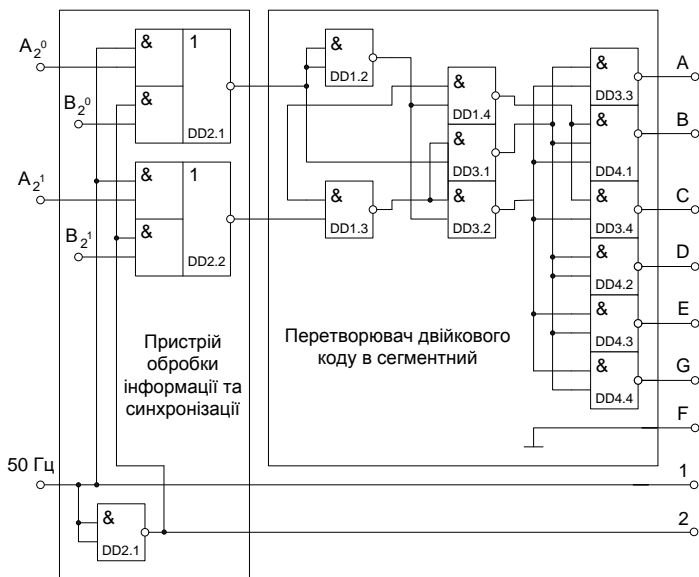 A₂⁰
&
1
&
DD2.1
B₂⁰
A₂¹
&
1
&
DD2.2
B₂¹
&
DD1.2
&
DD1.3
&
DD1.4
&
DD3.1
&
DD3.2
&
DD3.3
A
&
DD4.1
B
&
DD3.4
C
&
DD4.2
D
&
DD4.3
E
&
DD4.4
G
F
Пристрій
обробки
інформації та
синхронізації
Перетворювач двійкового
коду в сегментний
50 Гц
1
&
DD2.1
2